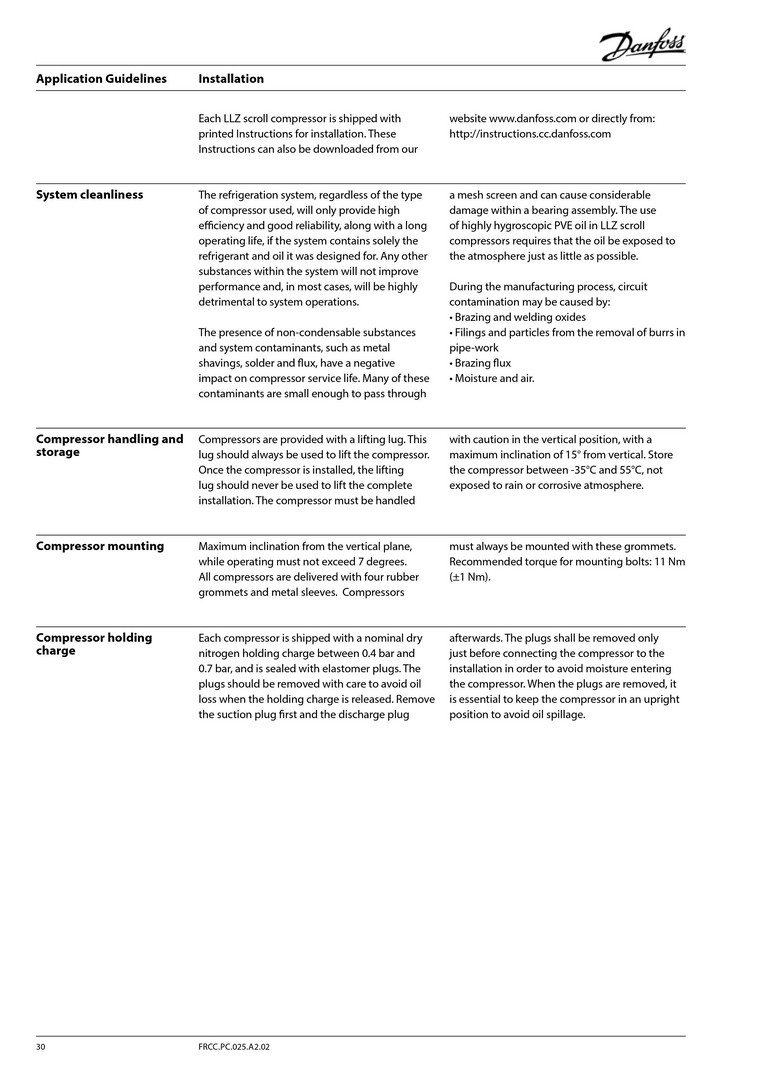 Danfoss
Application Guidelines
Installation
Each LLZ scroll compressor is shipped with
printed Instructions for installation. These
Instructions can also be downloaded from our
website www.danfoss.com or directly from:
http://instructions.cc.danfoss.com
System cleanliness
The refrigeration system, regardless of the type
of compressor used, will only provide high
efficiency and good reliability, along with a long
operating life, if the system contains solely the
refrigerant and oil it was designed for. Any other
substances within the system will not improve
performance and, in most cases, will be highly
detrimental to system operations.
The presence of non-condensable substances
and system contaminants, such as metal
shavings, solder and flux, have a negative
impact on compressor service life. Many of these
contaminants are small enough to pass through
a mesh screen and can cause considerable
damage within a bearing assembly. The use
of highly hygroscopic PVE oil in LLZ scroll
compressors requires that the oil be exposed to
the atmosphere just as little as possible.
During the manufacturing process, circuit
contamination may be caused by:
• Brazing and welding oxides
• Filings and particles from the removal of burrs in
pipe-work
• Brazing flux
• Moisture and air.
Compressor handling and
storage
Compressors are provided with a lifting lug. This
lug should always be used to lift the compressor.
Once the compressor is installed, the lifting
lug should never be used to lift the complete
installation. The compressor must be handled
with caution in the vertical position, with a
maximum inclination of 15° from vertical. Store
the compressor between -35°C and 55°C, not
exposed to rain or corrosive atmosphere.
Compressor mounting
Maximum inclination from the vertical plane,
while operating must not exceed 7 degrees.
All compressors are delivered with four rubber
grommets and metal sleeves.  Compressors
must always be mounted with these grommets.
Recommended torque for mounting bolts: 11 Nm
(±1 Nm).
Compressor holding
charge
Each compressor is shipped with a nominal dry
nitrogen holding charge between 0.4 bar and
0.7 bar, and is sealed with elastomer plugs. The
plugs should be removed with care to avoid oil
loss when the holding charge is released. Remove
the suction plug first and the discharge plug
afterwards. The plugs shall be removed only
just before connecting the compressor to the
installation in order to avoid moisture entering
the compressor. When the plugs are removed, it
is essential to keep the compressor in an upright
position to avoid oil spillage.
30
FRCC.PC.025.A2.02